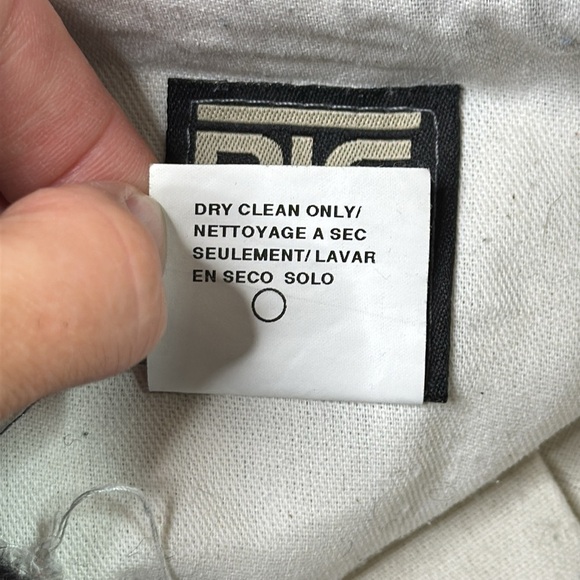 DRY CLEAN ONLY/
NETTOYAGE A SEC
SEULEMENT/ LAVAR
EN SECO SOLO